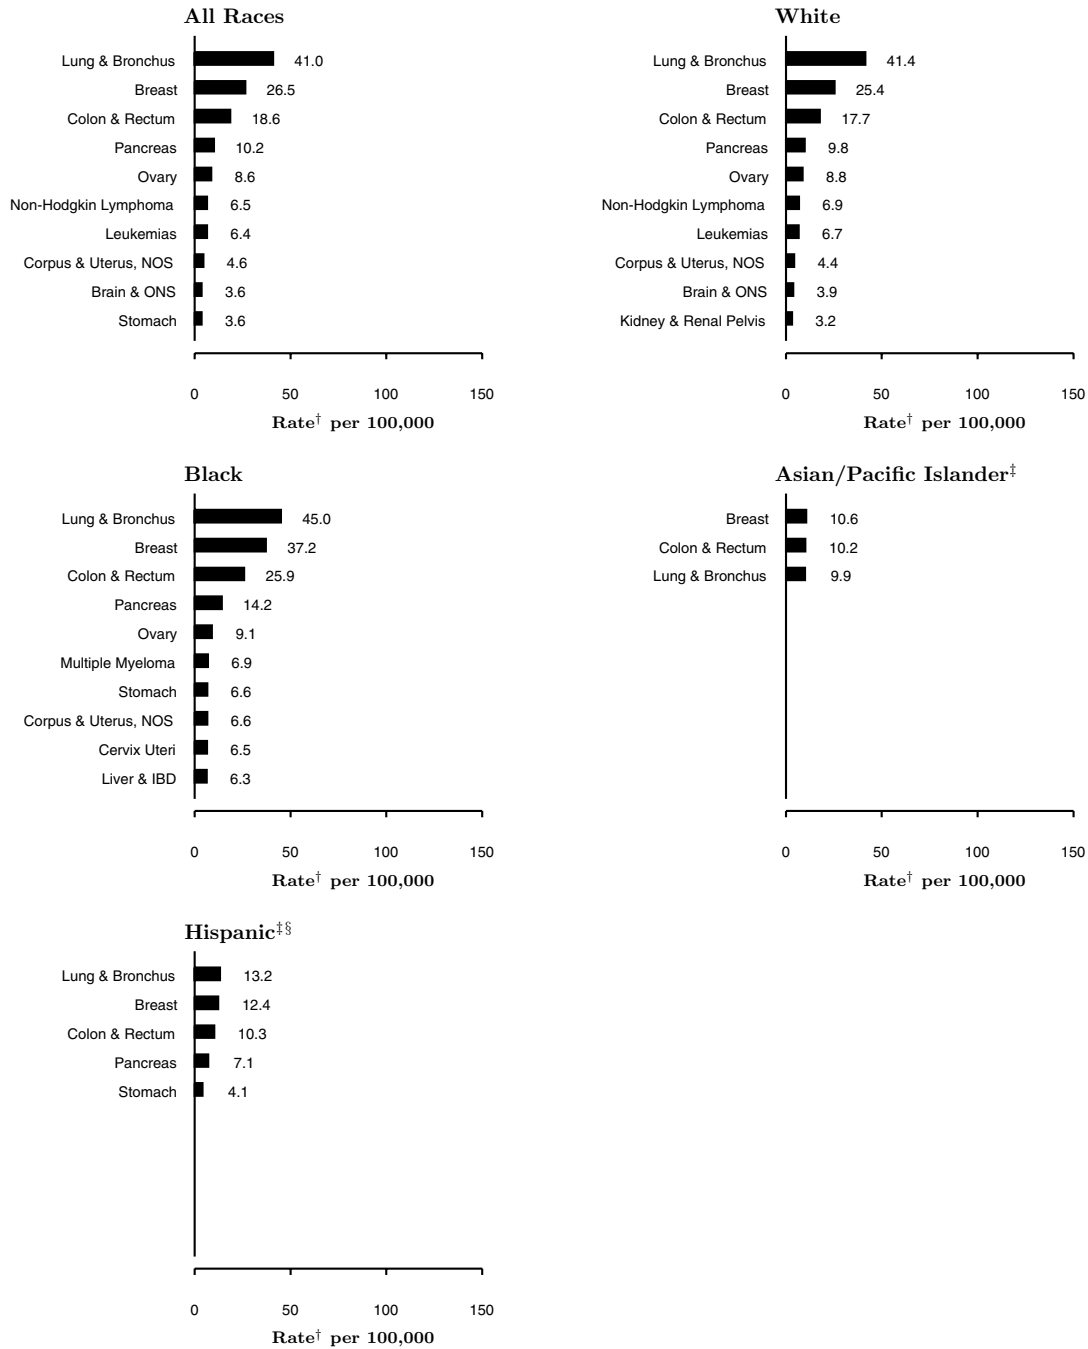 All Races
Lung & Bronchus 41.0
Breast 26.5
Colon & Rectum 18.6
Pancreas 10.2
Ovary 8.6
Non-Hodgkin Lymphoma 6.5
Leukemias 6.4
Corpus & Uterus, NOS 4.6
Brain & ONS 3.6
Stomach 3.6
0 50 100 150
Rate† per 100,000
White
Lung & Bronchus 41.4
Breast 25.4
Colon & Rectum 17.7
Pancreas 9.8
Ovary 8.8
Non-Hodgkin Lymphoma 6.9
Leukemias 6.7
Corpus & Uterus, NOS 4.4
Brain & ONS 3.9
Kidney & Renal Pelvis 3.2
0 50 100 150
Rate† per 100,000
Black
Lung & Bronchus 45.0
Breast 37.2
Colon & Rectum 25.9
Pancreas 14.2
Ovary 9.1
Multiple Myeloma 6.9
Stomach 6.6
Corpus & Uterus, NOS 6.6
Cervix Uteri 6.5
Liver & IBD 6.3
0 50 100 150
Rate† per 100,000
Asian/Pacific Islander‡
Breast 10.6
Colon & Rectum 10.2
Lung & Bronchus 9.9
0 50 100 150
Rate† per 100,000
Hispanic‡§
Lung & Bronchus 13.2
Breast 12.4
Colon & Rectum 10.3
Pancreas 7.1
Stomach 4.1
0 50 100 150
Rate† per 100,000